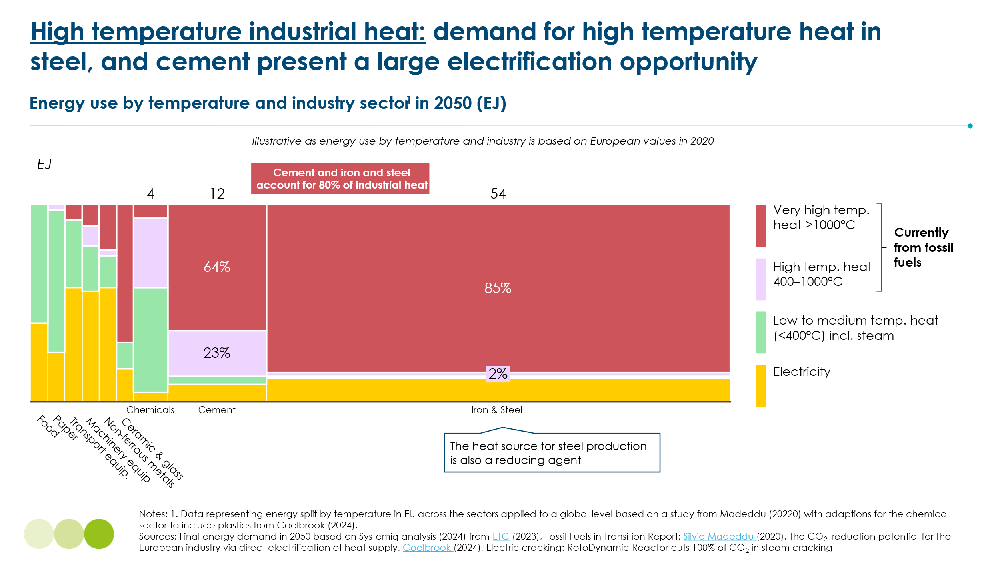 High temperature industrial heat: demand for high temperature heat in
steel, and cement present a large electrification opportunity
Energy use by temperature and industry sector1 in 2050 (EJ)
Illustrative as energy use by temperature and industry is based on European values in 2020
EJ
Cement and iron and steel
account for 80% of industrial heat
4
12
54
64%
23%
85%
2%
Food
Paper
Transport equip.
Machinery equip
Non-ferrous metals
Ceramic & glass
Chemicals
Cement
Iron & Steel
The heat source for steel production
is also a reducing agent
Very high temp.
heat >1000°C
High temp. heat
400–1000°C
Currently
from fossil
fuels
Low to medium temp. heat
(<400°C) incl. steam
Electricity
Notes: 1. Data representing energy split by temperature in EU across the sectors applied to a global level based on a study from Madeddu (20220) with adaptions for the chemical
sector to include plastics from Coolbrook (2024).
Sources: Final energy demand in 2050 based on Systemiq analysis (2024) from ETC (2023), Fossil Fuels in Transition Report; Silvia Madeddu (2020), The CO2 reduction potential for the
European industry via direct electrification of heat supply. Coolbrook (2024), Electric cracking: RotoDynamic Reactor cuts 100% of CO2 in steam cracking